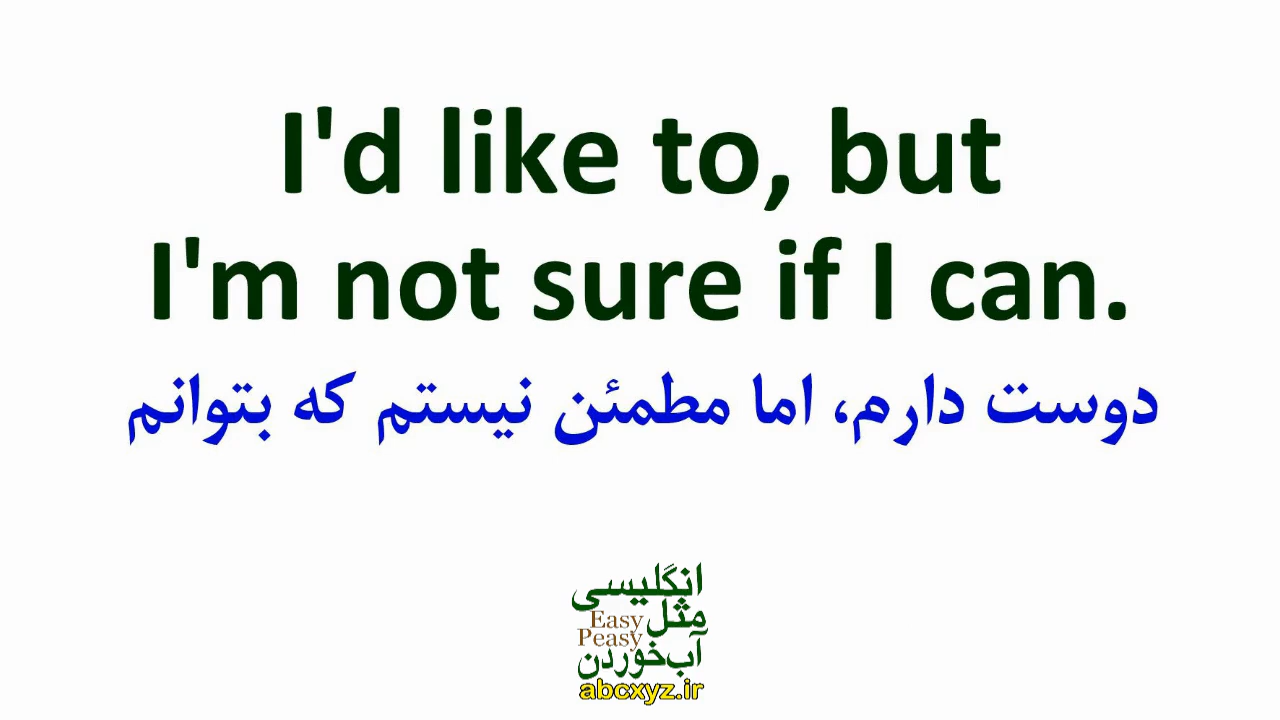 I'd like to, but
I'm not sure if I can.
دوست دارم، اما مطمئن نیستم که بتوانم
انگلیسی
مثل
Easy
Peasy
آب‌خوردن
abcxyz.ir